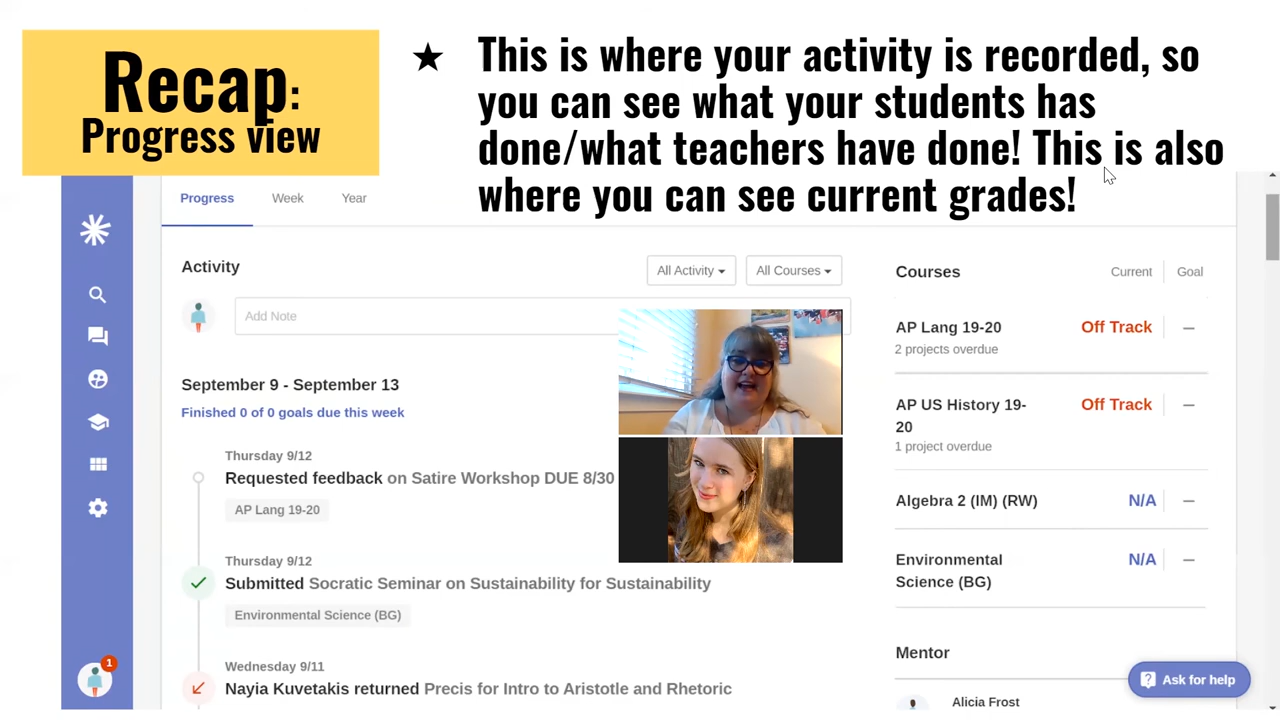 Recap:
Progress view
★ This is where your activity is recorded, so
you can see what your students has
done/what teachers have done! This is also
where you can see current grades!
Progress Week Year
Activity
All Activity
All Courses
Add Note
September 9 - September 13
Finished 0 of 0 goals due this week
Thursday 9/12
Requested feedback on Satire Workshop DUE 8/30
AP Lang 19-20
Thursday 9/12
Submitted Socratic Seminar on Sustainability for Sustainability
Environmental Science (BG)
Wednesday 9/11
Nayia Kuvetakis returned Precis for Intro to Aristotle and Rhetoric
1
Courses Current Goal
AP Lang 19-20 Off Track —
2 projects overdue
AP US History 19-
20 Off Track —
1 project overdue
Algebra 2 (IM) (RW) N/A —
Environmental
Science (BG) N/A —
Mentor
Alicia Frost
Ask for help